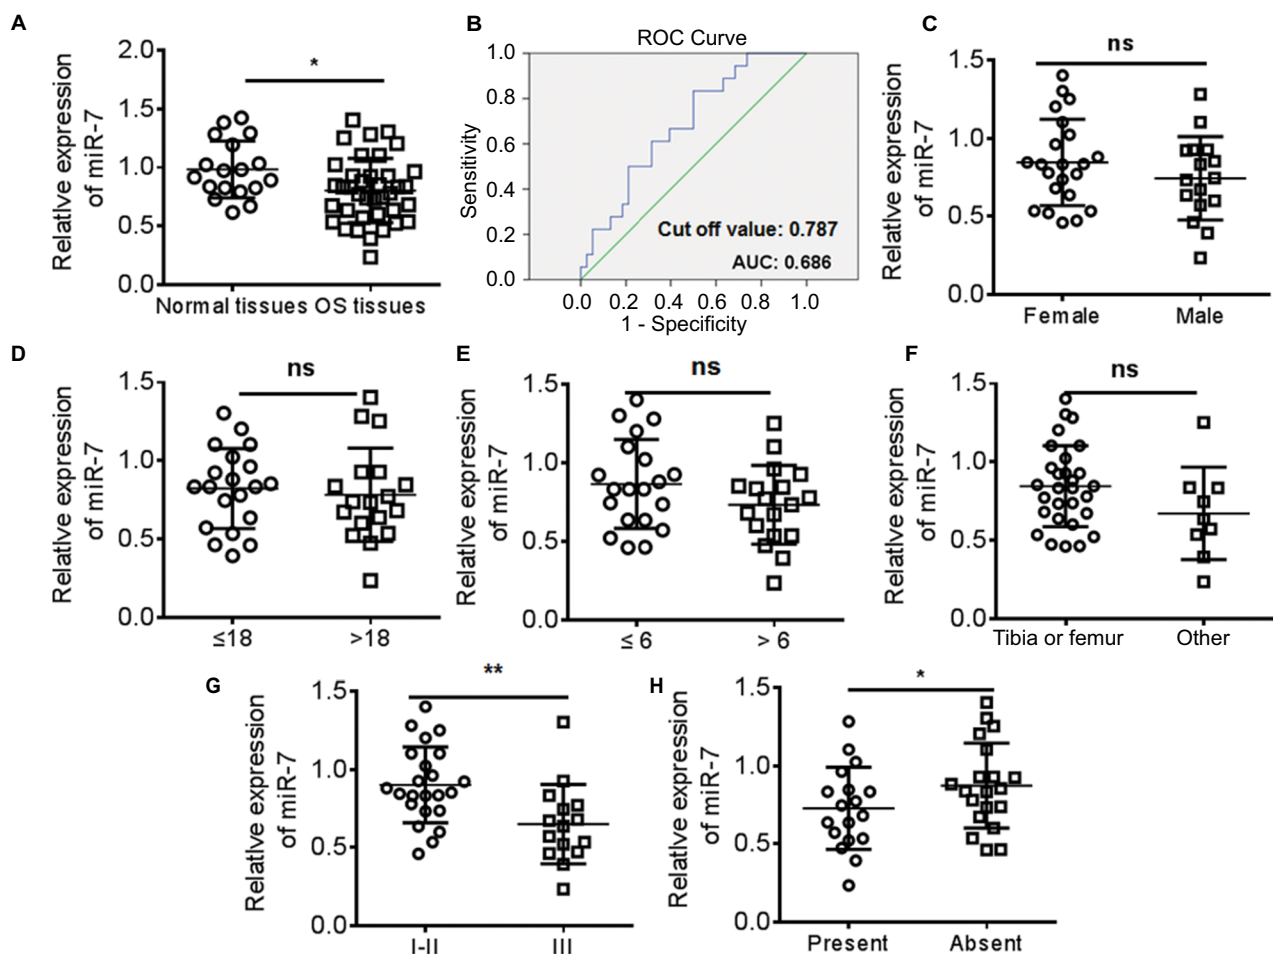 A
Relative expression
of miR-7
2.0
1.5
1.0
0.5
0.0
*
Normal tissues OS tissues
B
ROC Curve
Sensitivity
1.0
0.8
0.6
0.4
0.2
0.0
Cut off value: 0.787
AUC: 0.686
0.0 0.2 0.4 0.6 0.8 1.0
1 - Specificity
C
Relative expression
of miR-7
1.5
1.0
0.5
0.0
ns
Female Male
D
Relative expression
of miR-7
1.5
1.0
0.5
0.0
ns
≤18 >18
E
Relative expression
of miR-7
1.5
1.0
0.5
0.0
ns
≤ 6 > 6
F
Relative expression
of miR-7
1.5
1.0
0.5
0.0
ns
Tibia or femur Other
G
Relative expression
of miR-7
1.5
1.0
0.5
0.0
**
I-II III
H
Relative expression
of miR-7
1.5
1.0
0.5
0.0
*
Present Absent